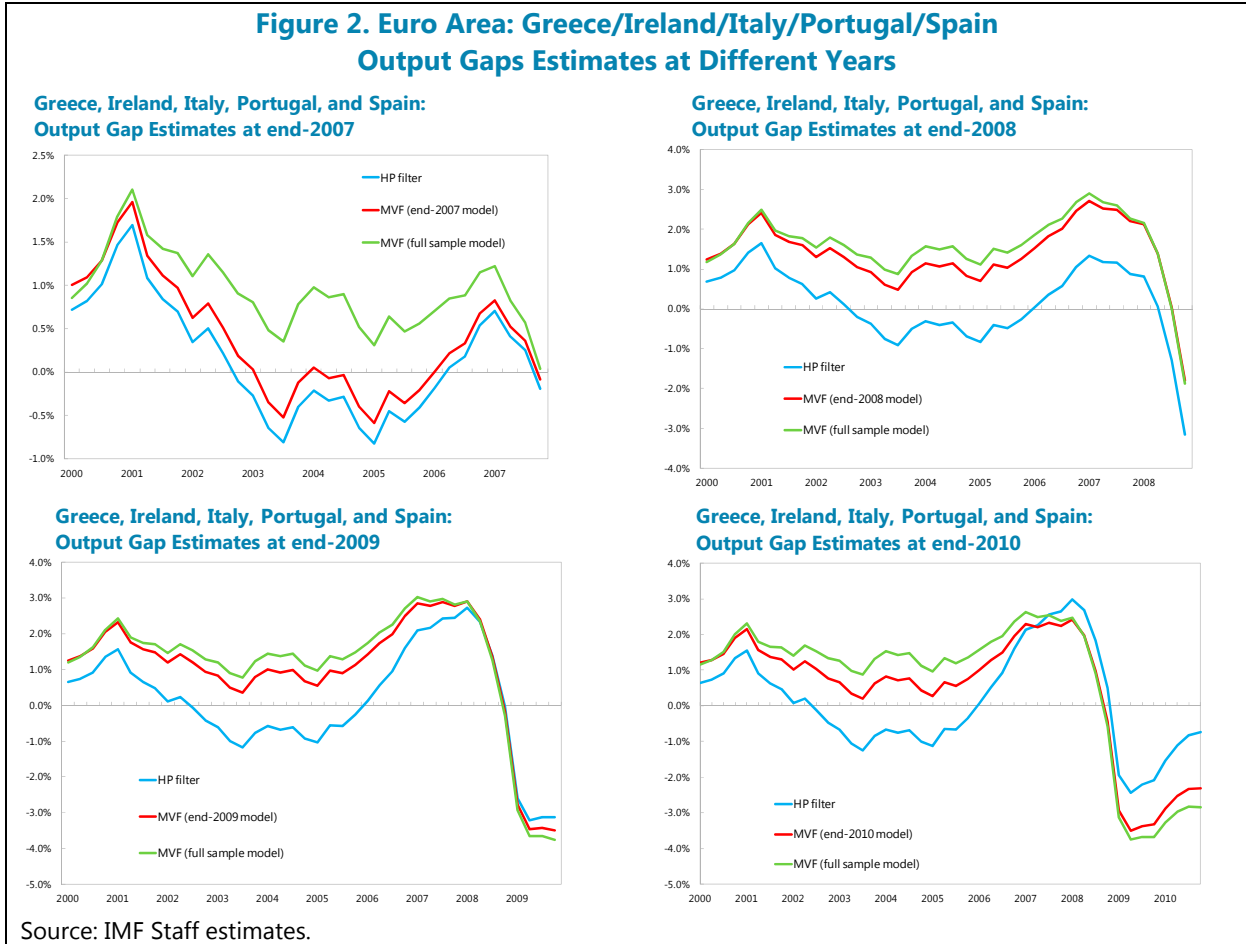 Figure 2. Euro Area: Greece/Ireland/Italy/Portugal/Spain
Output Gaps Estimates at Different Years
Greece, Ireland, Italy, Portugal, and Spain:
Output Gap Estimates at end-2007
2.5%
2.0%
1.5%
1.0%
0.5%
0.0%
-0.5%
-1.0%
HP filter
MVF (end-2007 model)
MVF (full sample model)
2000 2001 2002 2003 2004 2005 2006 2007
Greece, Ireland, Italy, Portugal, and Spain:
Output Gap Estimates at end-2008
4.0%
3.0%
2.0%
1.0%
0.0%
-1.0%
-2.0%
-3.0%
-4.0%
HP filter
MVF (end-2008 model)
MVF (full sample model)
2000 2001 2002 2003 2004 2005 2006 2007 2008
Greece, Ireland, Italy, Portugal, and Spain:
Output Gap Estimates at end-2009
4.0%
3.0%
2.0%
1.0%
0.0%
-1.0%
-2.0%
-3.0%
-4.0%
-5.0%
HP filter
MVF (end-2009 model)
MVF (full sample model)
2000 2001 2002 2003 2004 2005 2006 2007 2008 2009
Greece, Ireland, Italy, Portugal, and Spain:
Output Gap Estimates at end-2010
4.0%
3.0%
2.0%
1.0%
0.0%
-1.0%
-2.0%
-3.0%
-4.0%
-5.0%
HP filter
MVF (end-2010 model)
MVF (full sample model)
2000 2001 2002 2003 2004 2005 2006 2007 2008 2009 2010
Source: IMF Staff estimates.